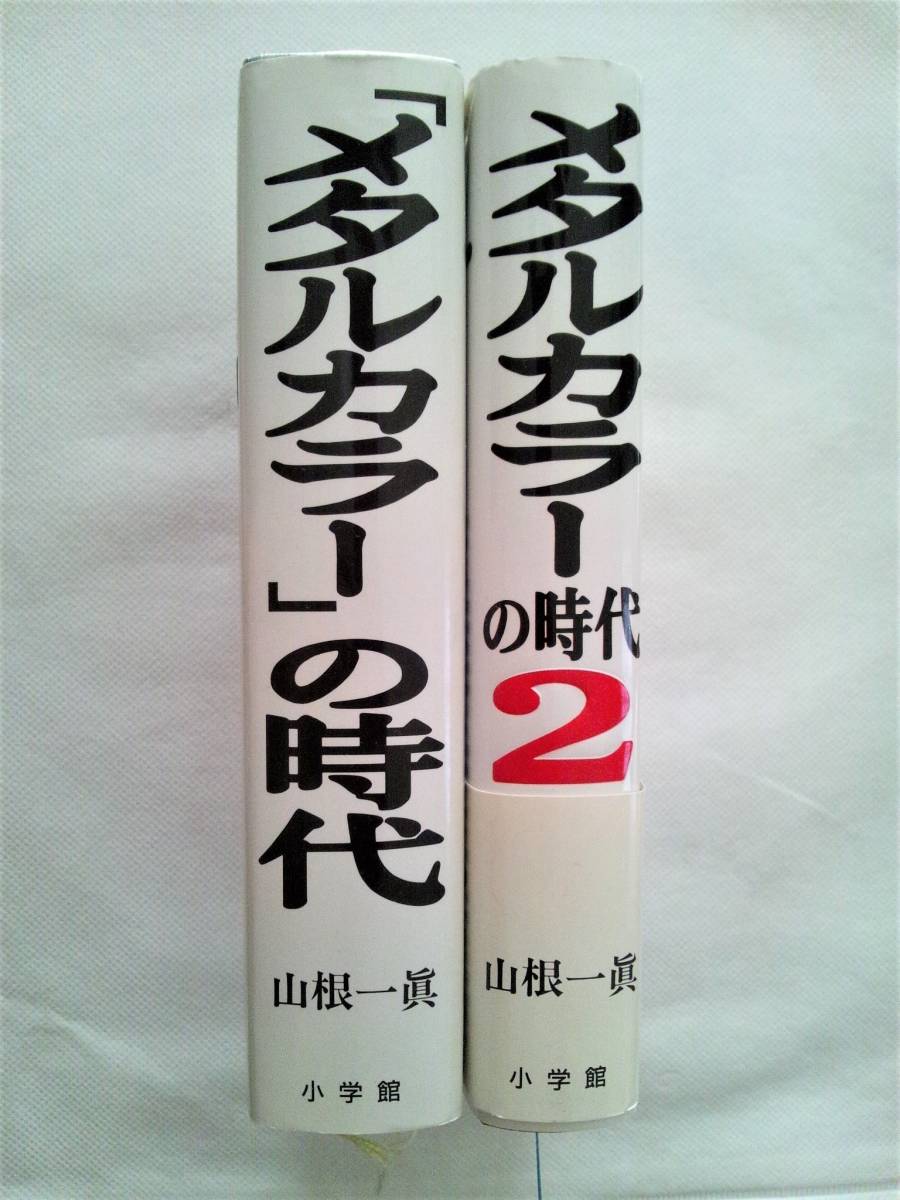 「メタルカラー」の時代
山根一眞
小学館
メタルカラー
の時代
2
山根一眞
小学館